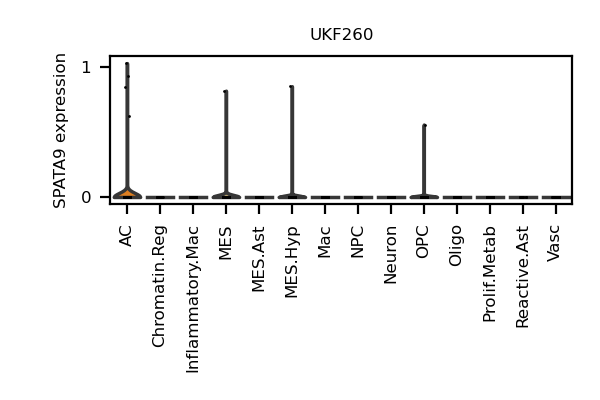 UKF260
SPATA9 expression
1
0
AC
Chromatin.Reg
Inflammatory.Mac
MES
MES.Ast
MES.Hyp
Mac
NPC
Neuron
OPC
Oligo
Prolif.Metab
Reactive.Ast
Vasc